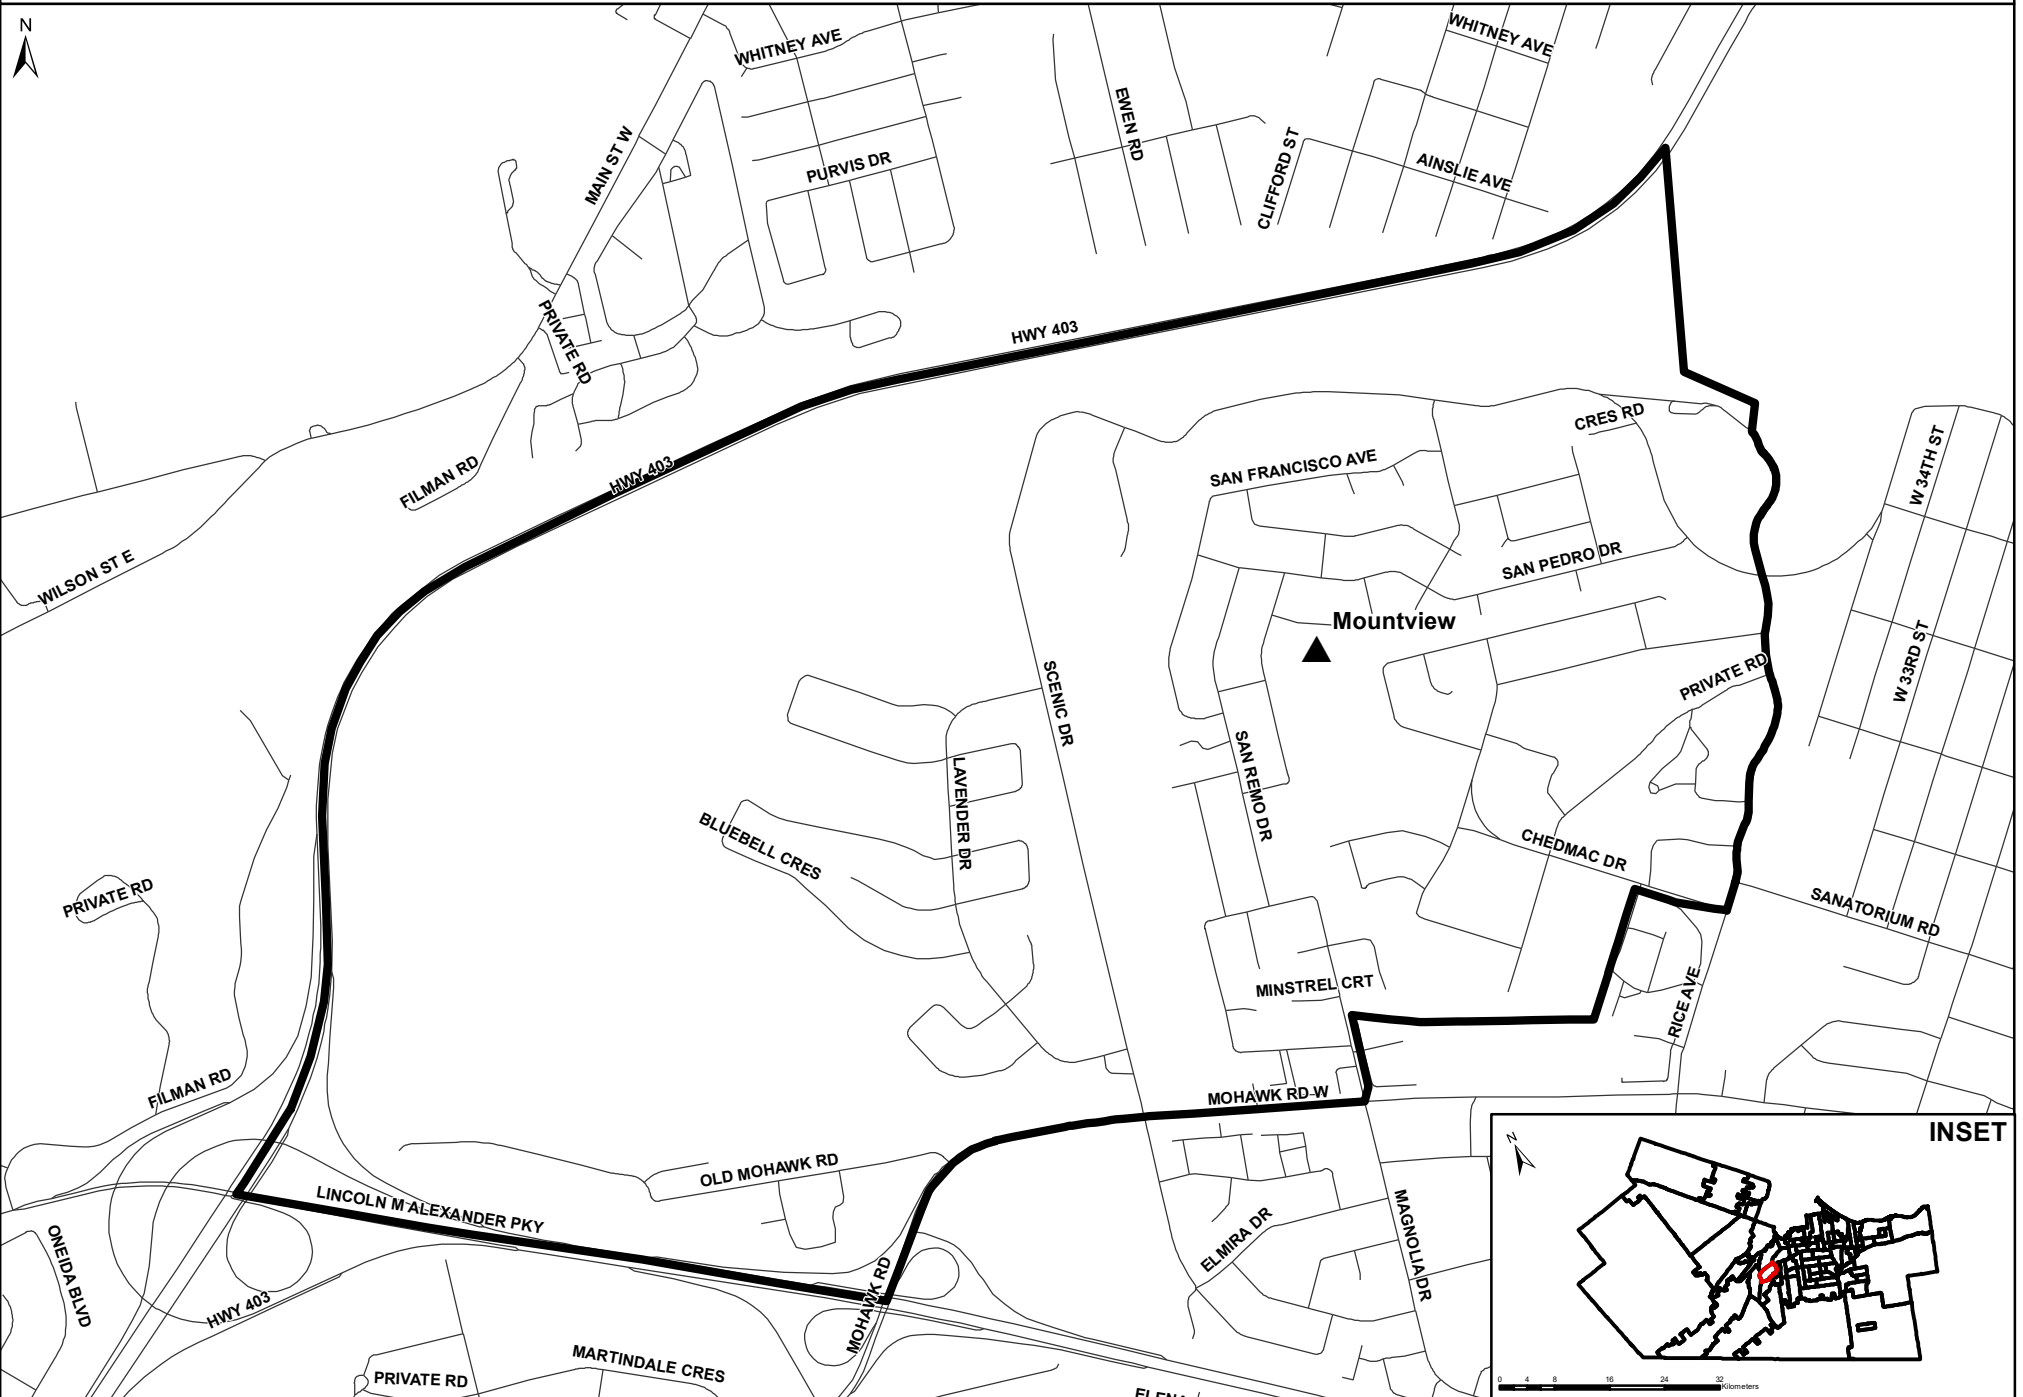 N
WHITNEY AVE
WHITNEY AVE
EWEN RD
MAIN ST W
PURVIS DR
CLIFFORD ST
AINSLIE AVE
PRIVATE RD
HWY 403
CRES RD
W 34TH ST
SAN FRANCISCO AVE
FILMAN RD
HWY 403
WILSON ST E
SAN PEDRO DR
Mountview
W 33RD ST
SCENIC DR
PRIVATE RD
SAN REMO DR
LAVENDER DR
BLUEBELL CRES
CHEDMAC DR
PRIVATE RD
SANATORIUM RD
MINSTREL CRT
RICE AVE
FILMAN RD
MOHAWK RD W
INSET
N
OLD MOHAWK RD
LINCOLN M ALEXANDER PKY
ELMIRA DR
MAGNOLIA DR
ONEIDA BLVD
HWY 403
MOHAWK RD
MARTINDALE CRES
PRIVATE RD
0 4 8 16 24 32
Kilometers